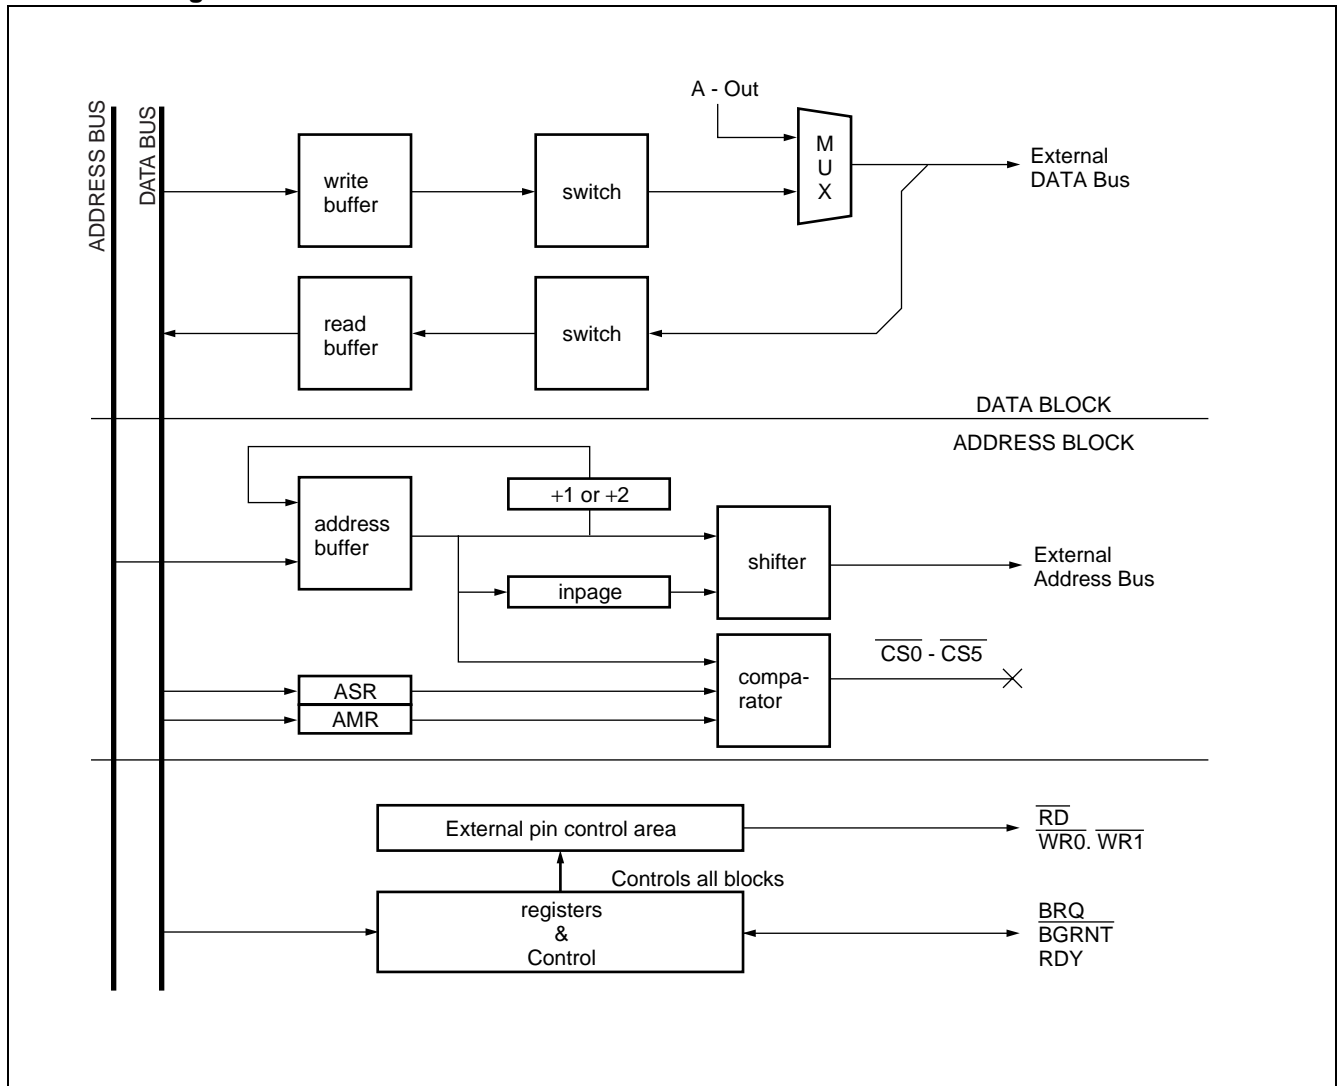 A - Out
ADDRESS BUS
DATA BUS
M
U
X
External
DATA Bus
write
buffer
switch
read
buffer
switch
DATA BLOCK
ADDRESS BLOCK
+1 or +2
address
buffer
shifter
External
Address Bus
inpage
CS0 - CS5
compa-
rator
ASR
AMR
External pin control area
RD
WR0. WR1
Controls all blocks
registers
&
Control
BRQ
BGRNT
RDY